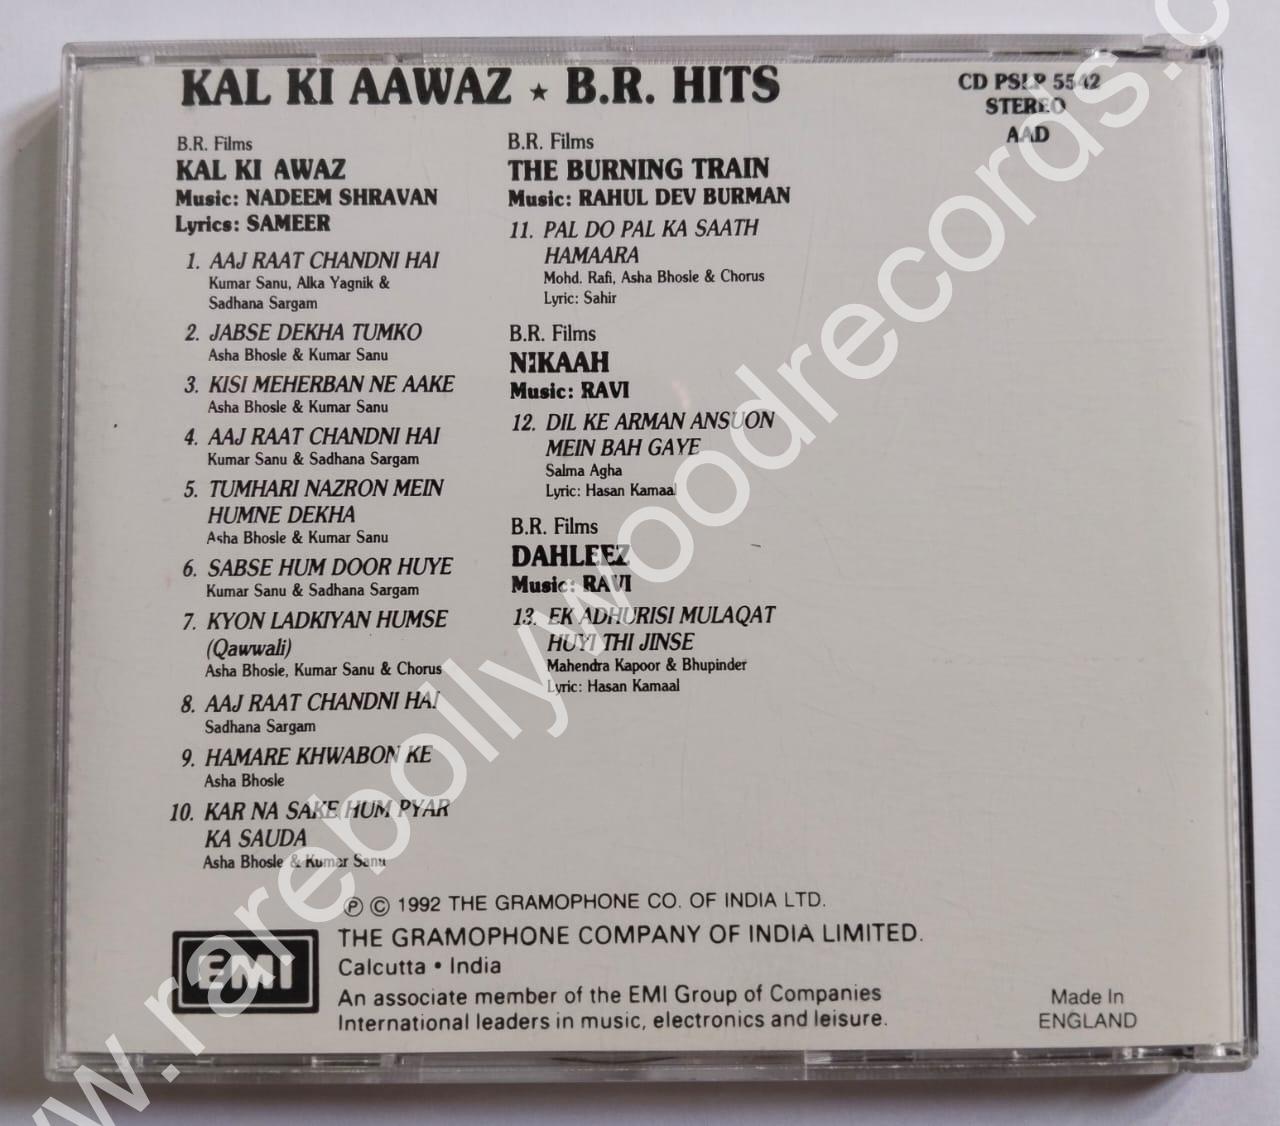 KAL KI AAWAZ ★ B.R. HITS
CD PSLP 5542
STEREO
AAD
B.R. Films
KAL KI AWAZ
Music: NADEEM SHRAVAN
Lyrics: SAMEER
1. AAJ RAAT CHANDNI HAI
Kumar Sanu, Alka Yagnik &
Sadhana Sargam
2. JABSE DEKHA TUMKO
Asha Bhosle & Kumar Sanu
3. KISI MEHERBAN NE AAKE
Asha Bhosle & Kumar Sanu
4. AAJ RAAT CHANDNI HAI
Kumar Sanu & Sadhana Sargam
5. TUMHARI NAZRON MEIN
HUMNE DEKHA
Asha Bhosle & Kumar Sanu
6. SABSE HUM DOOR HUYE
Kumar Sanu & Sadhana Sargam
7. KYON LADKIYAN HUMSE
(Qawwali)
Asha Bhosle, Kumar Sanu & Chorus
8. AAJ RAAT CHANDNI HAI
Sadhana Sargam
9. HAMARE KHWABON KE
Asha Bhosle
10. KAR NA SAKE HUM PYAR
KA SAUDA
Asha Bhosle & Kumar Sanu
B.R. Films
THE BURNING TRAIN
Music: RAHUL DEV BURMAN
11. PAL DO PAL KA SAATH
HAMAARA
Mohd. Rafi, Asha Bhosle & Chorus
Lyric: Sahir
B.R. Films
NIKAAH
Music: RAVI
12. DIL KE ARMAN ANSUON
MEIN BAH GAYE
Salma Agha
Lyric: Hasan Kamaal
B.R. Films
DAHLEEZ
Music: RAVI
13. EK ADHURISI MULAQAT
HUYI THI JINSE
Mahendra Kapoor & Bhupinder
Lyric: Hasan Kamaal
℗ © 1992 THE GRAMOPHONE CO. OF INDIA LTD.
EMI
THE GRAMOPHONE COMPANY OF INDIA LIMITED.
Calcutta • India
An associate member of the EMI Group of Companies
International leaders in music, electronics and leisure.
Made In
ENGLAND
www.rarebollywoodrecords.c